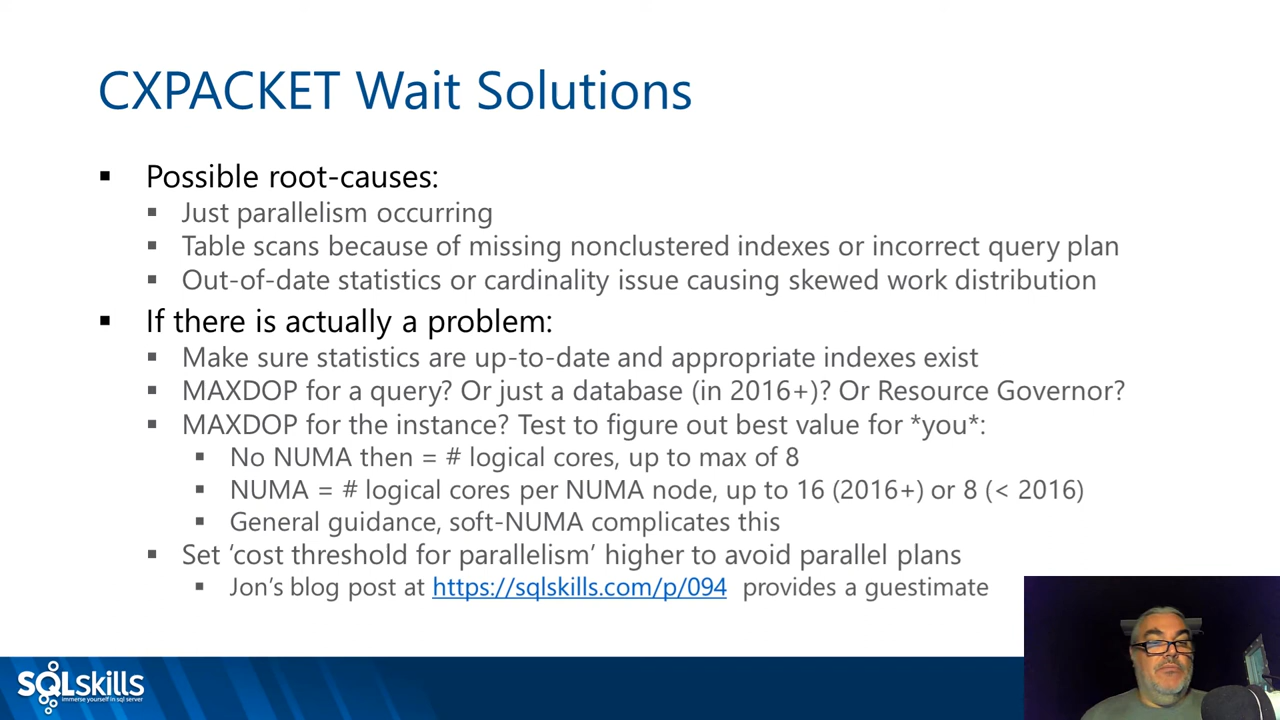 CXPACKET Wait Solutions
Possible root-causes:
Just parallelism occurring
Table scans because of missing nonclustered indexes or incorrect query plan
Out-of-date statistics or cardinality issue causing skewed work distribution
If there is actually a problem:
Make sure statistics are up-to-date and appropriate indexes exist
MAXDOP for a query? Or just a database (in 2016+)? Or Resource Governor?
MAXDOP for the instance? Test to figure out best value for *you*:
No NUMA then = # logical cores, up to max of 8
NUMA = # logical cores per NUMA node, up to 16 (2016+) or 8 (< 2016)
General guidance, soft-NUMA complicates this
Set ‘cost threshold for parallelism’ higher to avoid parallel plans
Jon’s blog post at https://sqlskills.com/p/094 provides a guestimate
SQLskills
immerse yourself in sql server